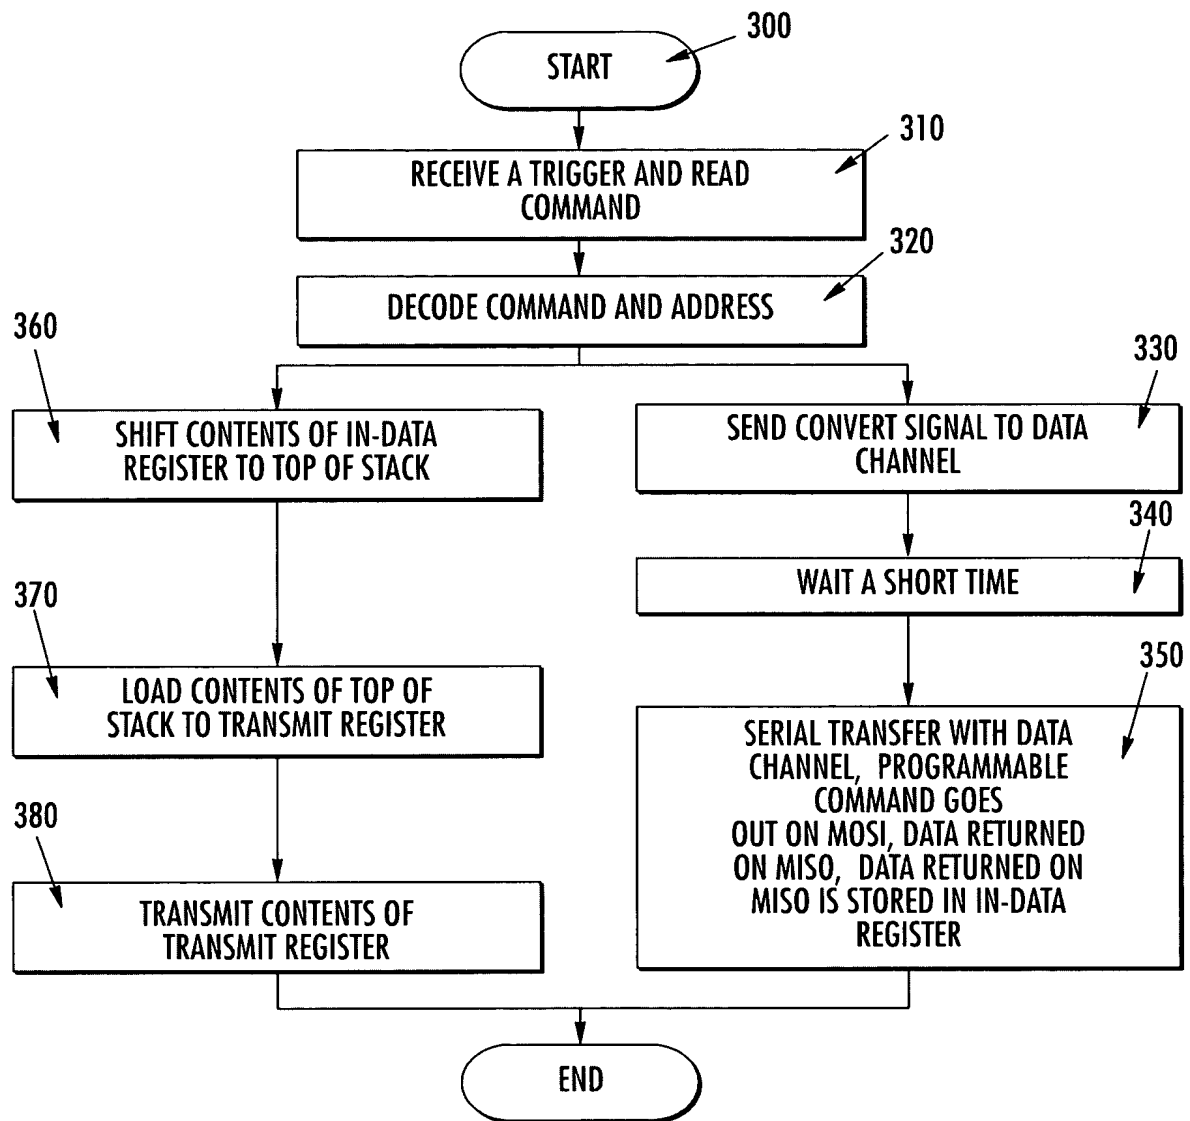 300
START
310
RECEIVE A TRIGGER AND READ
COMMAND
320
DECODE COMMAND AND ADDRESS
360
SHIFT CONTENTS OF IN-DATA
REGISTER TO TOP OF STACK
330
SEND CONVERT SIGNAL TO DATA
CHANNEL
340
WAIT A SHORT TIME
370
LOAD CONTENTS OF TOP OF
STACK TO TRANSMIT REGISTER
350
SERIAL TRANSFER WITH DATA
CHANNEL, PROGRAMMABLE
COMMAND GOES
OUT ON MOSI, DATA RETURNED
ON MISO, DATA RETURNED ON
MISO IS STORED IN IN-DATA
REGISTER
380
TRANSMIT CONTENTS OF
TRANSMIT REGISTER
END